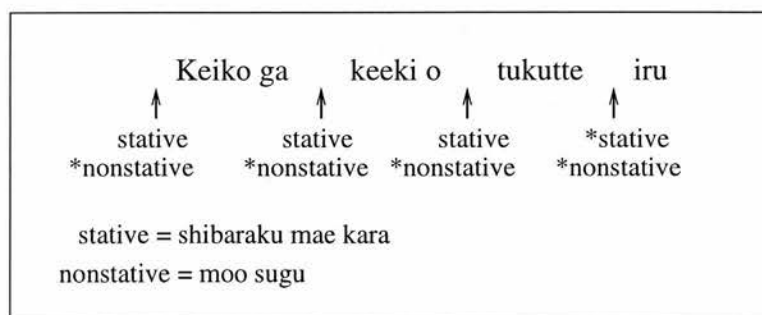 Keiko ga keeki o tukutte iru
stative stative stative *stative
*nonstative *nonstative *nonstative *nonstative
stative = shibaraku mae kara
nonstative = moo sugu